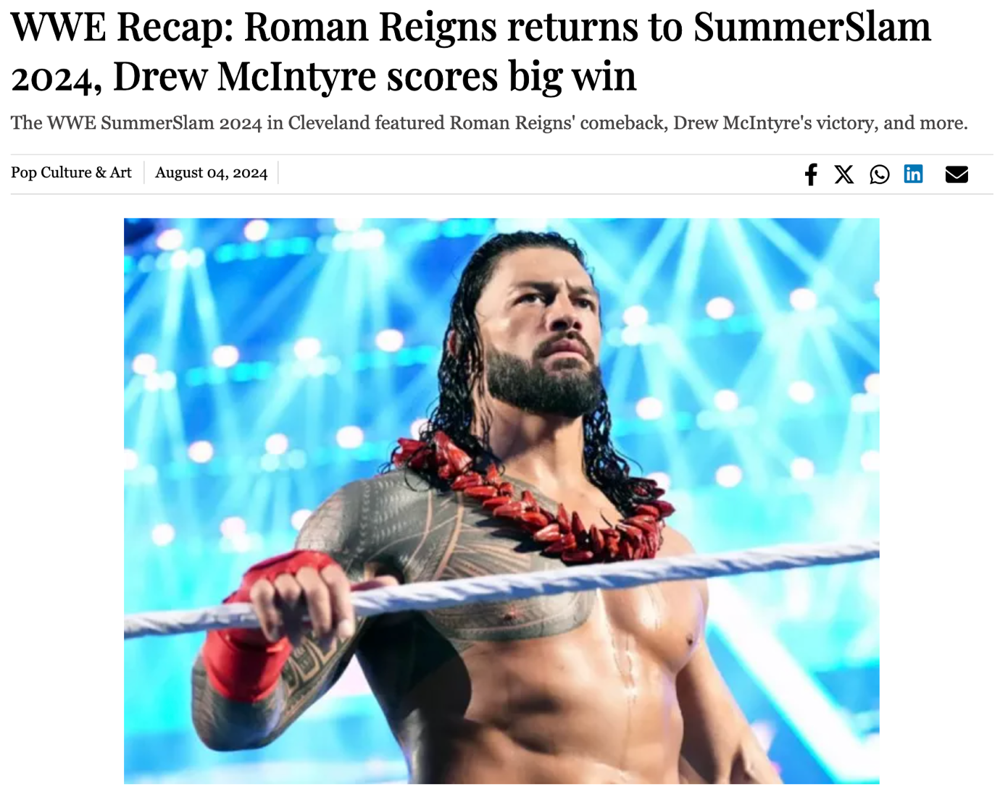 WWE Recap: Roman Reigns returns to SummerSlam
2024, Drew McIntyre scores big win
The WWE SummerSlam 2024 in Cleveland featured Roman Reigns' comeback, Drew McIntyre's victory, and more.
Pop Culture & Art
August 04, 2024
in